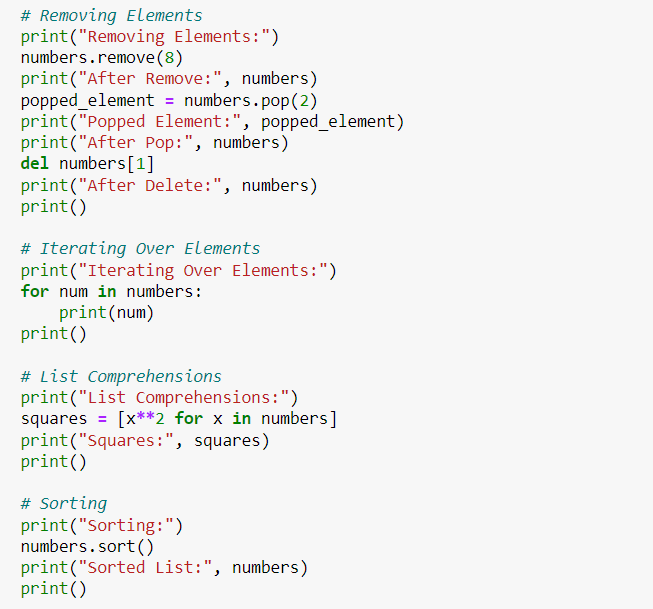 # Removing Elements
print("Removing Elements:")
numbers.remove(8)
print("After Remove:", numbers)
popped_element = numbers.pop(2)
print("Popped Element:", popped_element)
print("After Pop:", numbers)
del numbers[1]
print("After Delete:", numbers)
print()

# Iterating Over Elements
print("Iterating Over Elements:")
for num in numbers:
    print(num)
print()

# List Comprehensions
print("List Comprehensions:")
squares = [x**2 for x in numbers]
print("Squares:", squares)
print()

# Sorting
print("Sorting:")
numbers.sort()
print("Sorted List:", numbers)
print()